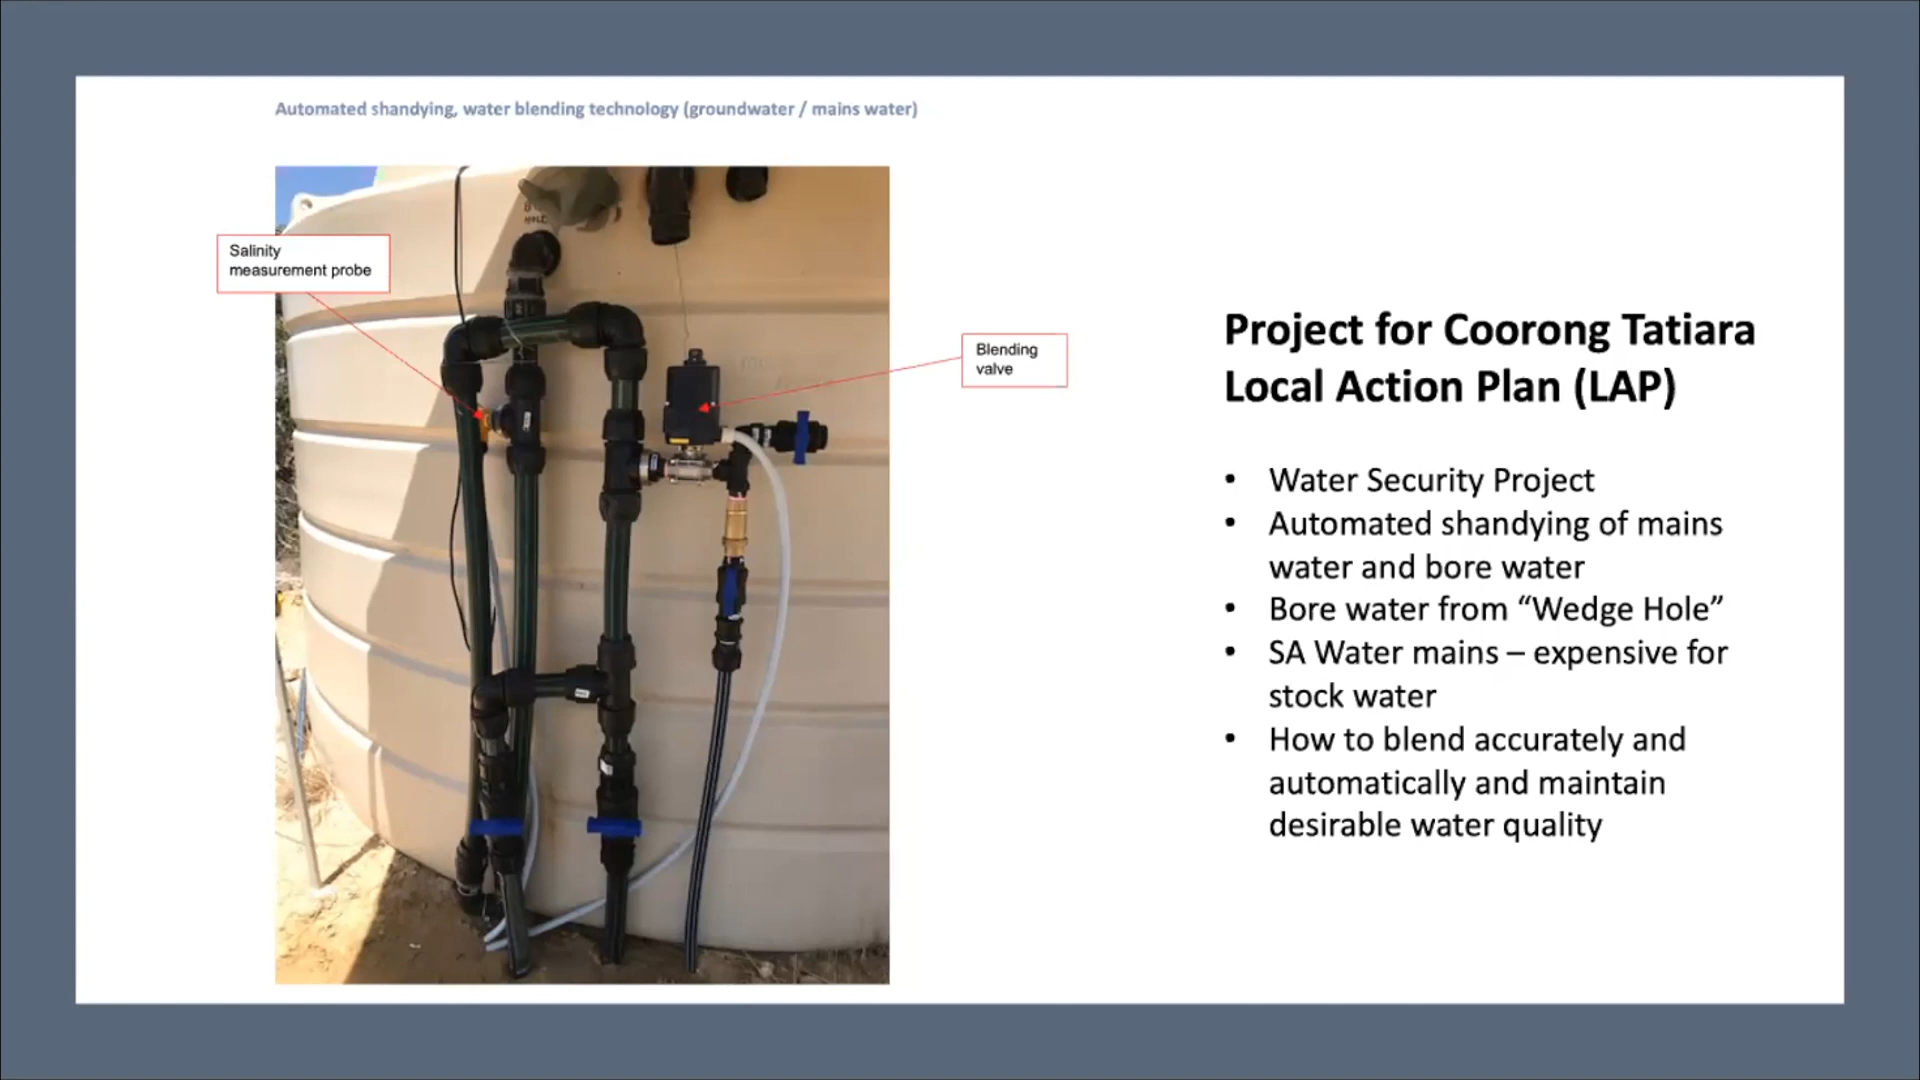 Automated shandying, water blending technology (groundwater / mains water)
Salinity
measurement probe
Blending
valve
Project for Coorong Tatiara
Local Action Plan (LAP)
• Water Security Project
• Automated shandying of mains
water and bore water
• Bore water from “Wedge Hole”
• SA Water mains – expensive for
stock water
• How to blend accurately and
automatically and maintain
desirable water quality